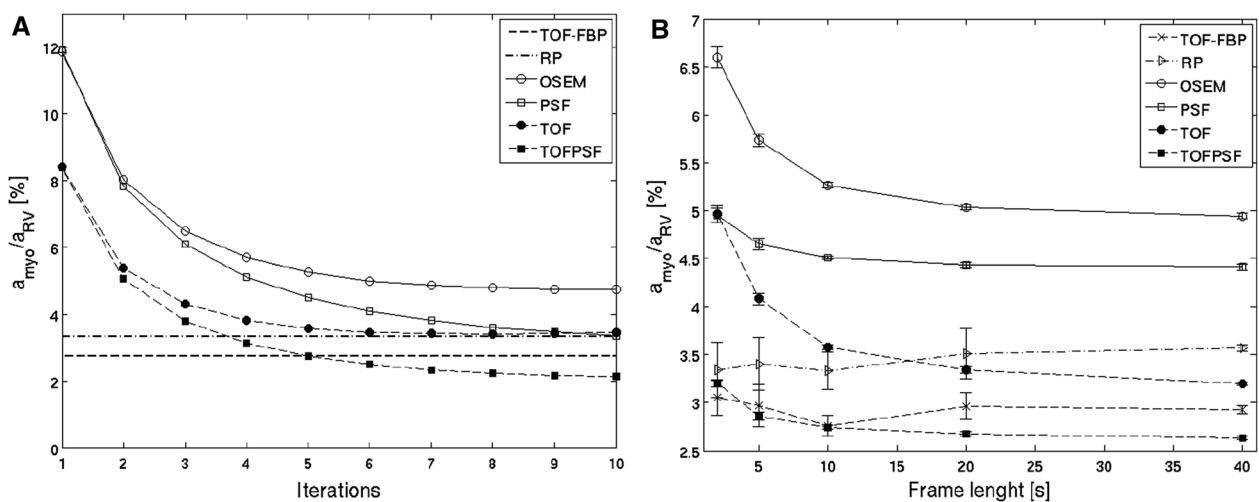 A
a_myo/a_RV [%]
12
10
8
6
4
2
0
1 2 3 4 5 6 7 8 9 10
Iterations
TOF-FBP
RP
OSEM
PSF
TOF
TOFPSF
B
a_myo/a_RV [%]
7
6.5
6
5.5
5
4.5
4
3.5
3
2.5
5 10 15 20 25 30 35 40
Frame lenght [s]
TOF-FBP
RP
OSEM
PSF
TOF
TOFPSF